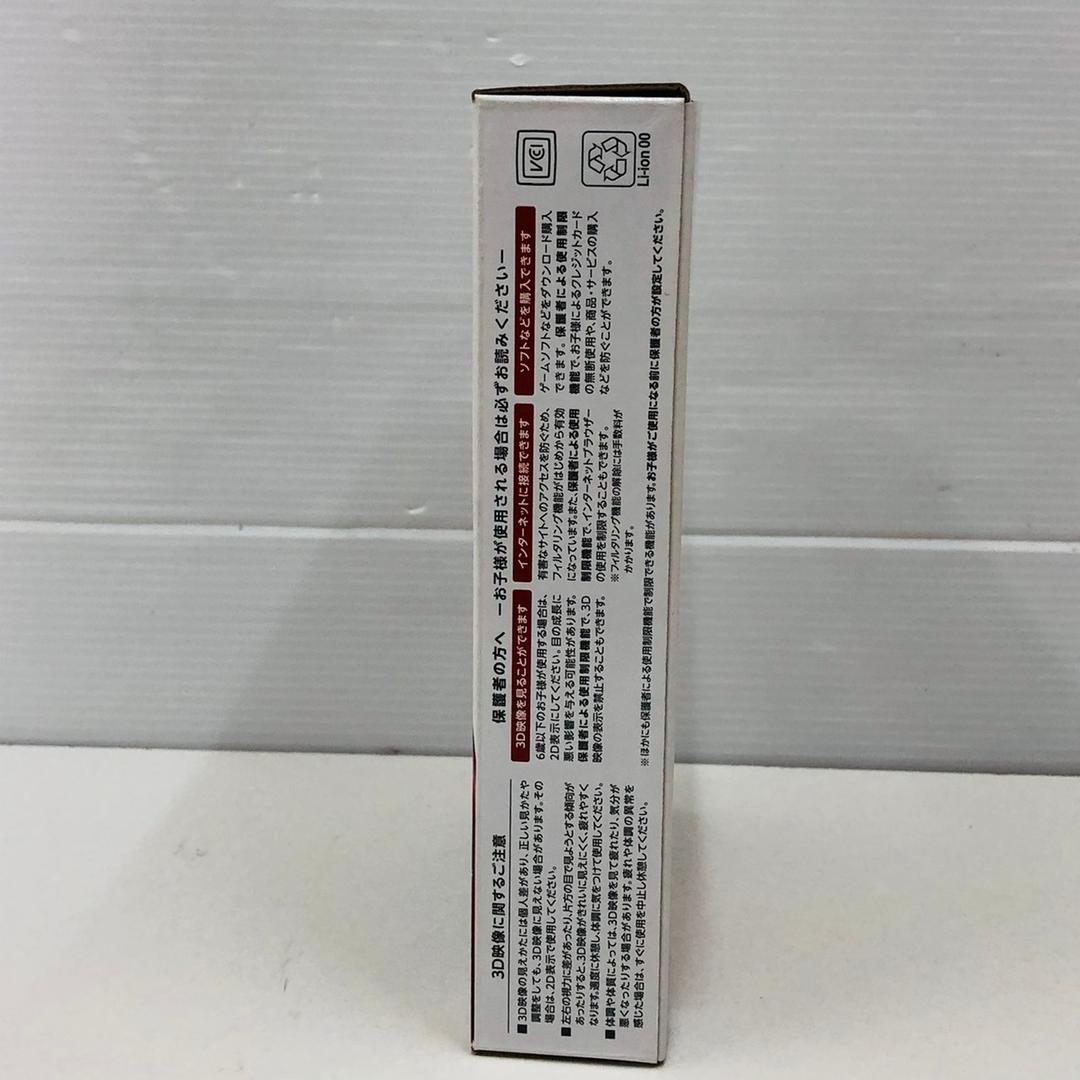 3D映像に関するご注意
■3D映像の見えかたには個人差があり、正しい見かたや
調整をしても、3D映像に見えない場合があります。その
場合は、2D表示で使用してください。
■左右の視力に差があったり、片方の目で見ようとする傾向が
あったりすると、3D映像がきれいに見えにくく、疲れやすく
なります。適度に休憩し、体調に気をつけて使用してください。
■体調や体質によっては、3D映像を見て疲れたり、気分が
悪くなったりする場合があります。疲れや体調の異常を
感じた場合は、すぐに使用を中止し休憩してください。
保護者の方へ ーお子様が使用される場合は必ずお読みくださいー
3D映像を見ることができます
6歳以下のお子様が使用する場合は、
2D表示にしてください。目の成長に
悪い影響を与える可能性があります。
保護者による使用制限機能で、3D
映像の表示を禁止することもできます。
インターネットに接続できます
有害なサイトへのアクセスを防ぐため、
フィルタリング機能がはじめから有効
になっています。また、保護者による使用
制限機能で、インターネットブラウザー
の使用を制限することもできます。
※フィルタリング機能の解除には手数料が
かかります。
ソフトなどを購入できます
ゲームソフトなどをダウンロード購入
できます。保護者による使用制限
機能で、お子様によるクレジットカード
の無断使用や、商品・サービスの購入
などを防ぐことができます。
※ほかにも保護者による使用制限機能で制限できる機能があります。お子様がご使用になる前に保護者の方が設定してください。
VCI
Li-ion 00